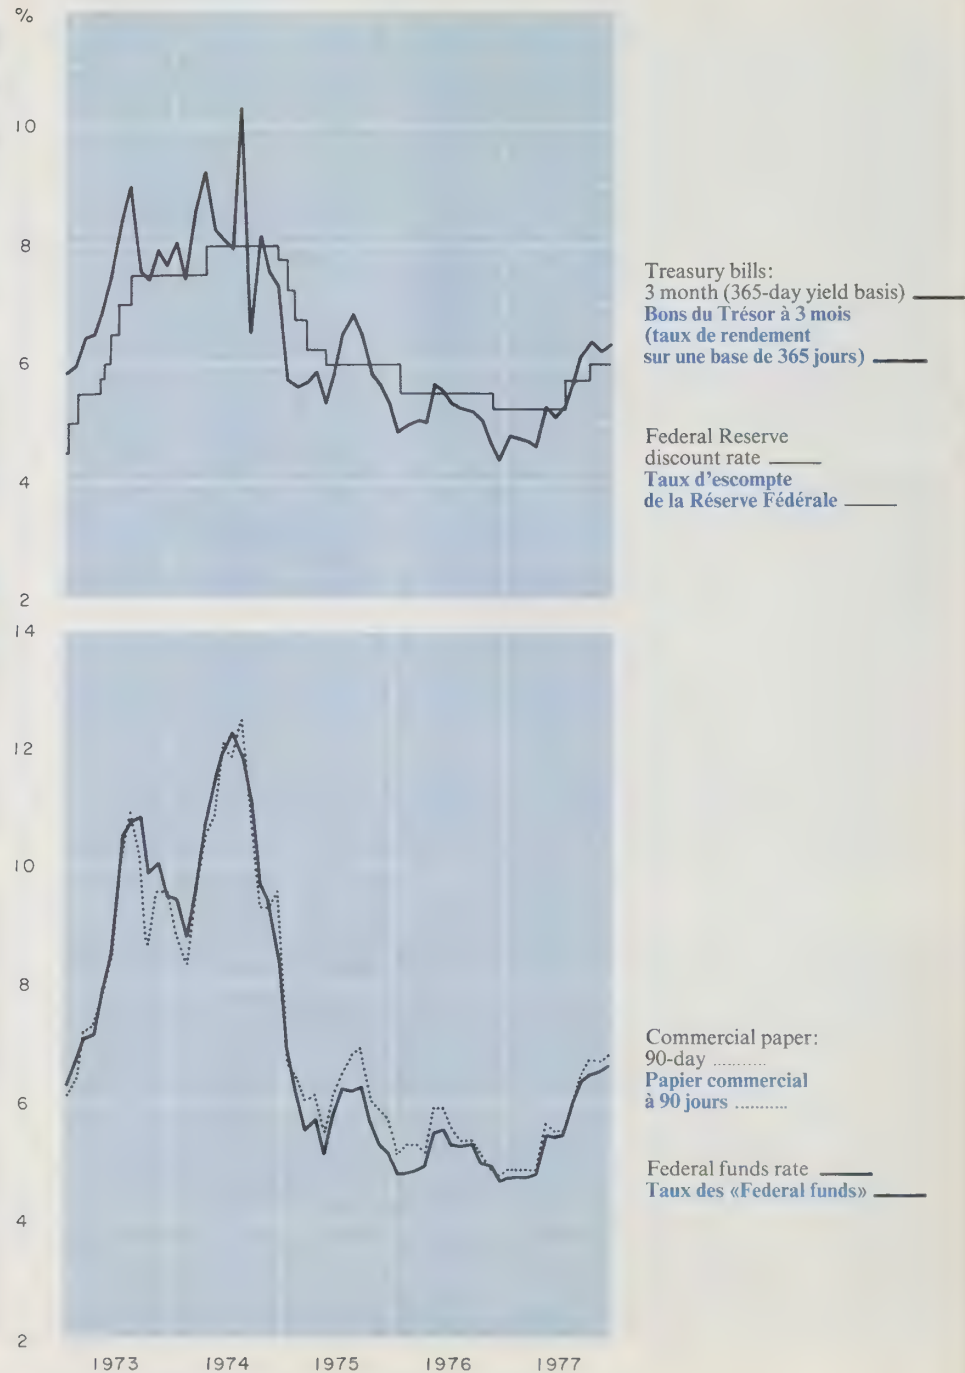 %
10
8
6
4
2
Treasury bills:
3 month (365-day yield basis)
Bons du Trésor à 3 mois
(taux de rendement
sur une base de 365 jours)
Federal Reserve
discount rate
Taux d'escompte
de la Réserve Fédérale
14
12
10
8
6
4
2
Commercial paper:
90-day ...........
Papier commercial
à 90 jours ...........
Federal funds rate
Taux des «Federal funds»
1973 1974 1975 1976 1977